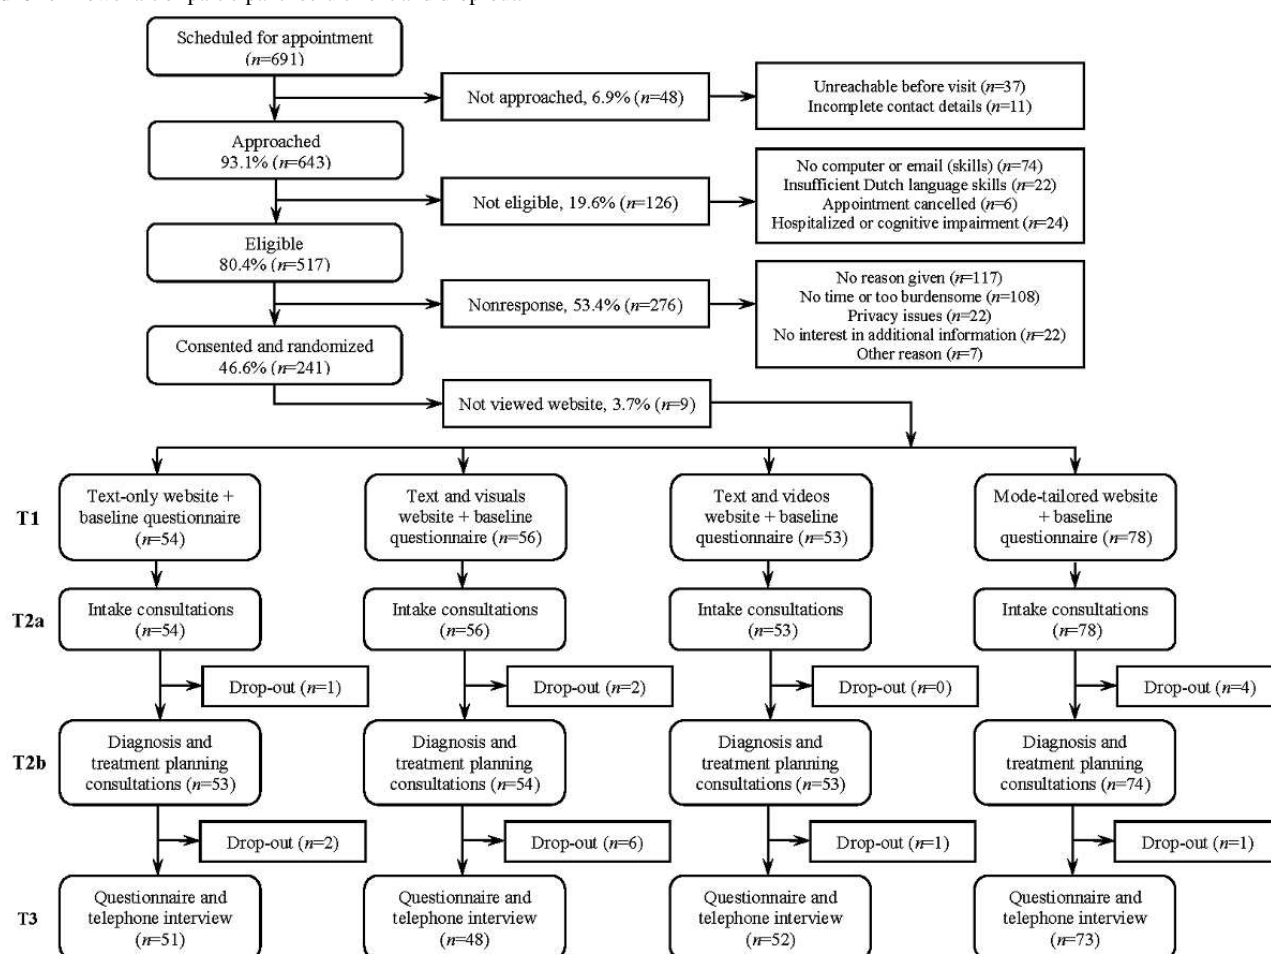 Scheduled for appointment
(n=691)
Not approached, 6.9% (n=48)
Unreachable before visit (n=37)
Incomplete contact details (n=11)
Approached
93.1% (n=643)
Not eligible, 19.6% (n=126)
No computer or email (skills) (n=74)
Insufficient Dutch language skills (n=22)
Appointment cancelled (n=6)
Hospitalized or cognitive impairment (n=24)
Eligible
80.4% (n=517)
Nonresponse, 53.4% (n=276)
No reason given (n=117)
No time or too burdensome (n=108)
Privacy issues (n=22)
No interest in additional information (n=22)
Other reason (n=7)
Consented and randomized
46.6% (n=241)
Not viewed website, 3.7% (n=9)
T1
Text-only website +
baseline questionnaire
(n=54)
Text and visuals
website + baseline
questionnaire (n=56)
Text and videos
website + baseline
questionnaire (n=53)
Mode-tailored website
+ baseline
questionnaire (n=78)
T2a
Intake consultations
(n=54)
Intake consultations
(n=56)
Intake consultations
(n=53)
Intake consultations
(n=78)
Drop-out (n=1)
Drop-out (n=2)
Drop-out (n=0)
Drop-out (n=4)
T2b
Diagnosis and
treatment planning
consultations (n=53)
Diagnosis and
treatment planning
consultations (n=54)
Diagnosis and
treatment planning
consultations (n=53)
Diagnosis and
treatment planning
consultations (n=74)
Drop-out (n=2)
Drop-out (n=6)
Drop-out (n=1)
Drop-out (n=1)
T3
Questionnaire and
telephone interview
(n=51)
Questionnaire and
telephone interview
(n=48)
Questionnaire and
telephone interview
(n=52)
Questionnaire and
telephone interview
(n=73)